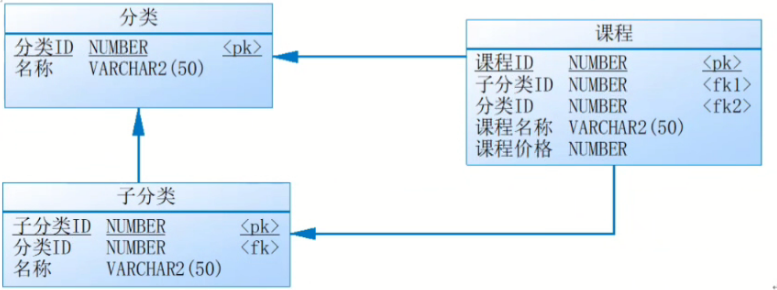 分类
分类ID NUMBER <pk>
名称 VARCHAR2(50)
课程
课程ID NUMBER <pk>
子分类ID NUMBER <fk1>
分类ID NUMBER <fk2>
课程名称 VARCHAR2(50)
课程价格 NUMBER
子分类
子分类ID NUMBER <pk>
分类ID NUMBER <fk>
名称 VARCHAR2(50)